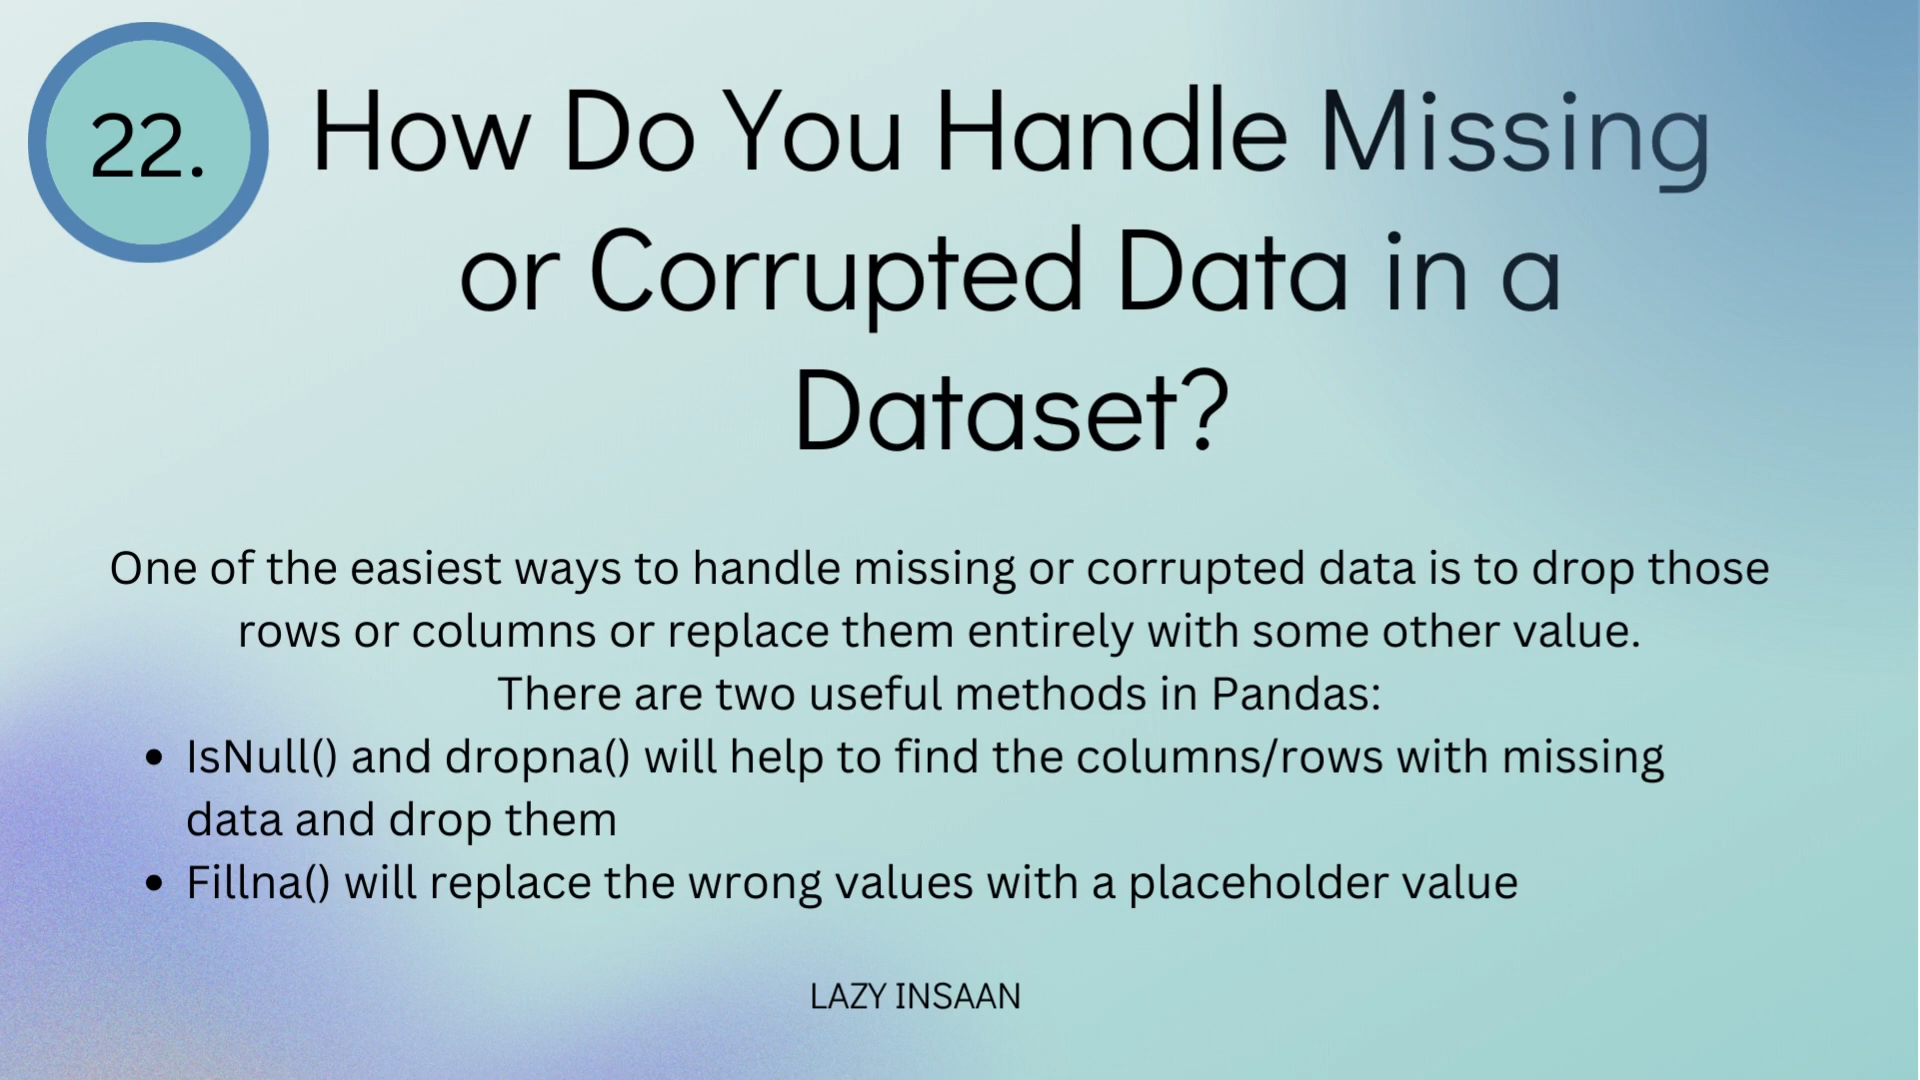 22.
How Do You Handle Missing
or Corrupted Data in a
Dataset?
One of the easiest ways to handle missing or corrupted data is to drop those
rows or columns or replace them entirely with some other value.
There are two useful methods in Pandas:
• IsNull() and dropna() will help to find the columns/rows with missing
data and drop them
• Fillna() will replace the wrong values with a placeholder value
LAZY INSAAN